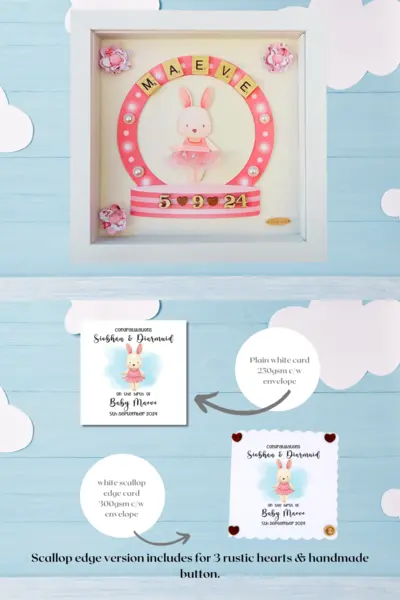 MAEVE
5 9 24
CONGRATULATIONS
Siobhan & Diarmuid
on the birth of
Baby Maeve
5th September 2024
Plain white card
250gsm c/w
envelope
white scallop
edge card
300gsm c/w
envelope
CONGRATULATIONS
Siobhan & Diarmuid
on the birth of
Baby Maeve
5th September 2024
Scallop edge version includes for 3 rustic hearts & handmade
button.